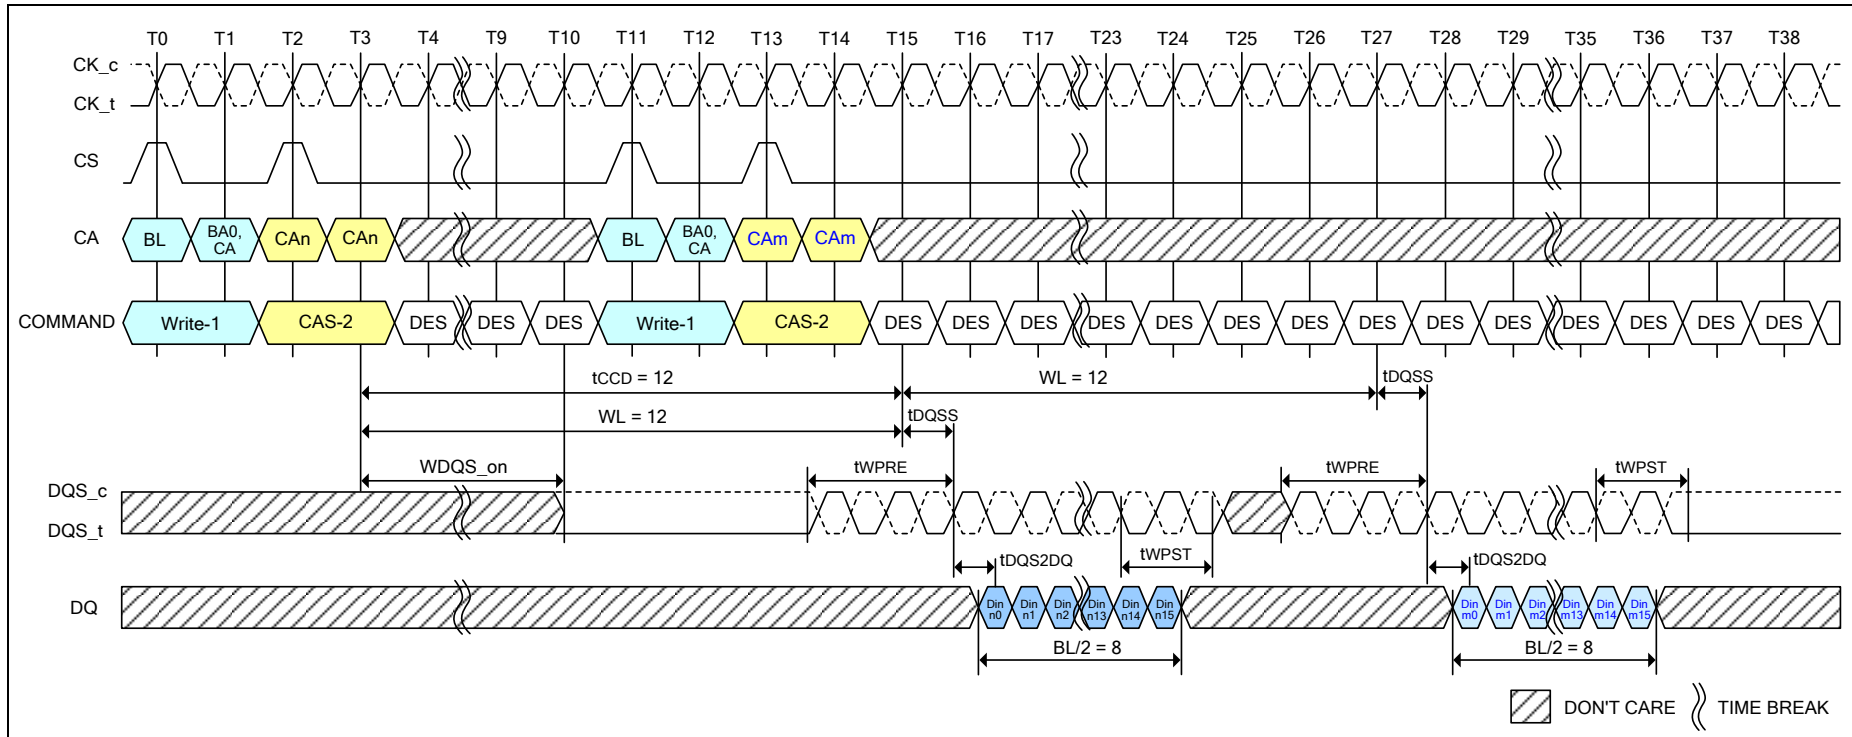 T0 T1 T2 T3 T4 T9 T10 T11 T12 T13 T14 T15 T16 T17 T23 T24 T25 T26 T27 T28 T29 T35 T36 T37 T38
CK_c
CK_t
CS
CA BL BA0, CA CAn CAn BL BA0, CA CAm CAm
COMMAND Write-1 CAS-2 DES DES DES Write-1 CAS-2 DES DES DES DES DES DES DES DES DES DES DES DES DES DES
tCCD = 12 WL = 12 tDQSS
WL = 12 tDQSS
WDQS_on tWPRE tWPRE tWPST
DQS_c
DQS_t
tDQS2DQ tWPST tDQS2DQ
DQ Din n0 Din n1 Din n2 Din n13 Din n14 Din n15 Din m0 Din m1 Din m2 Din m13 Din m14 Din m15
BL/2 = 8 BL/2 = 8
DON'T CARE TIME BREAK